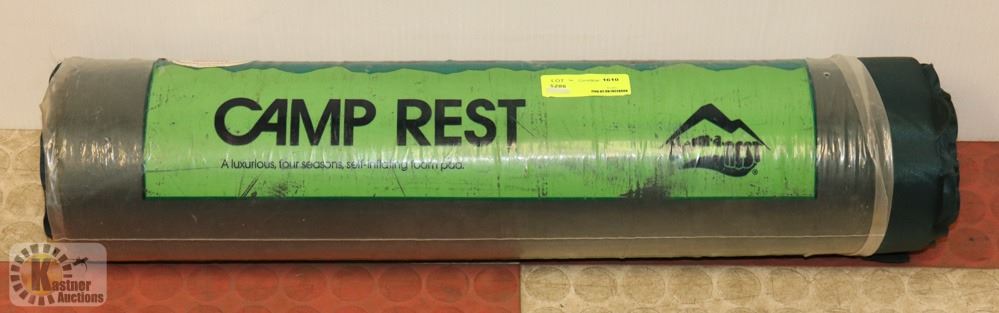 LOT 1610
5286
CAMP REST
A luxurious, four seasons, self-inflating foam pad.
®
Kastner
Auctions